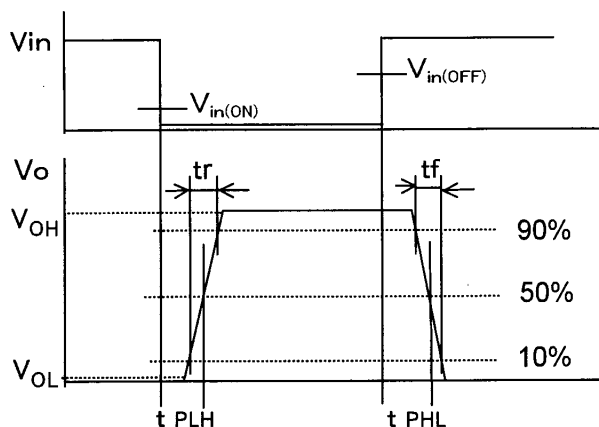 Vin
Vin(OFF)
Vin(ON)
Vo
tr
tf
VOH
90%
50%
10%
VOL
t PLH
t PHL